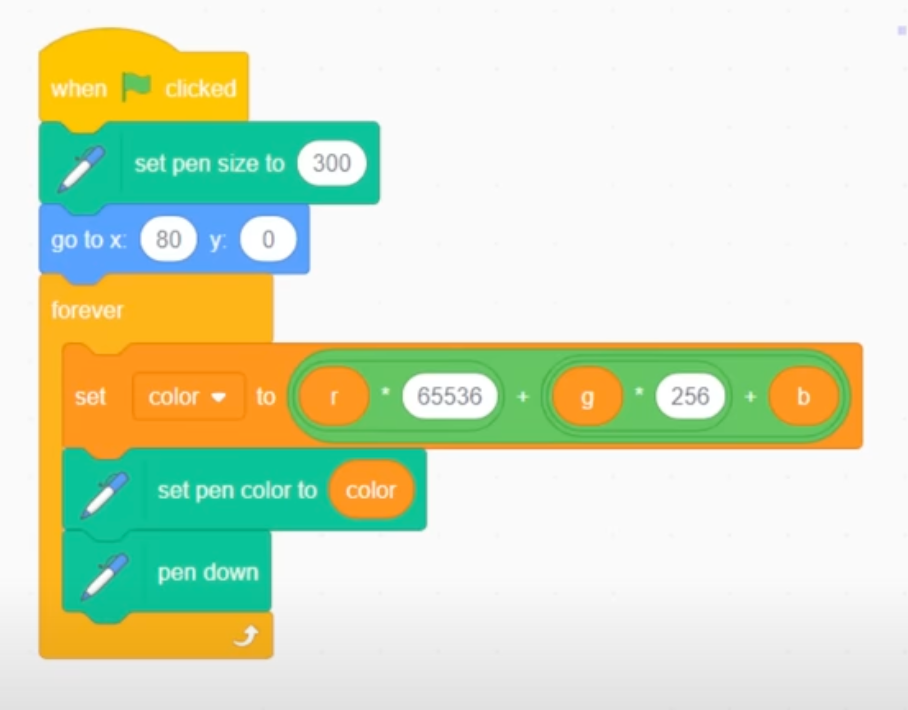 when clicked
set pen size to 300
go to x: 80 y: 0
forever
set color to r * 65536 + g * 256 + b
set pen color to color
pen down